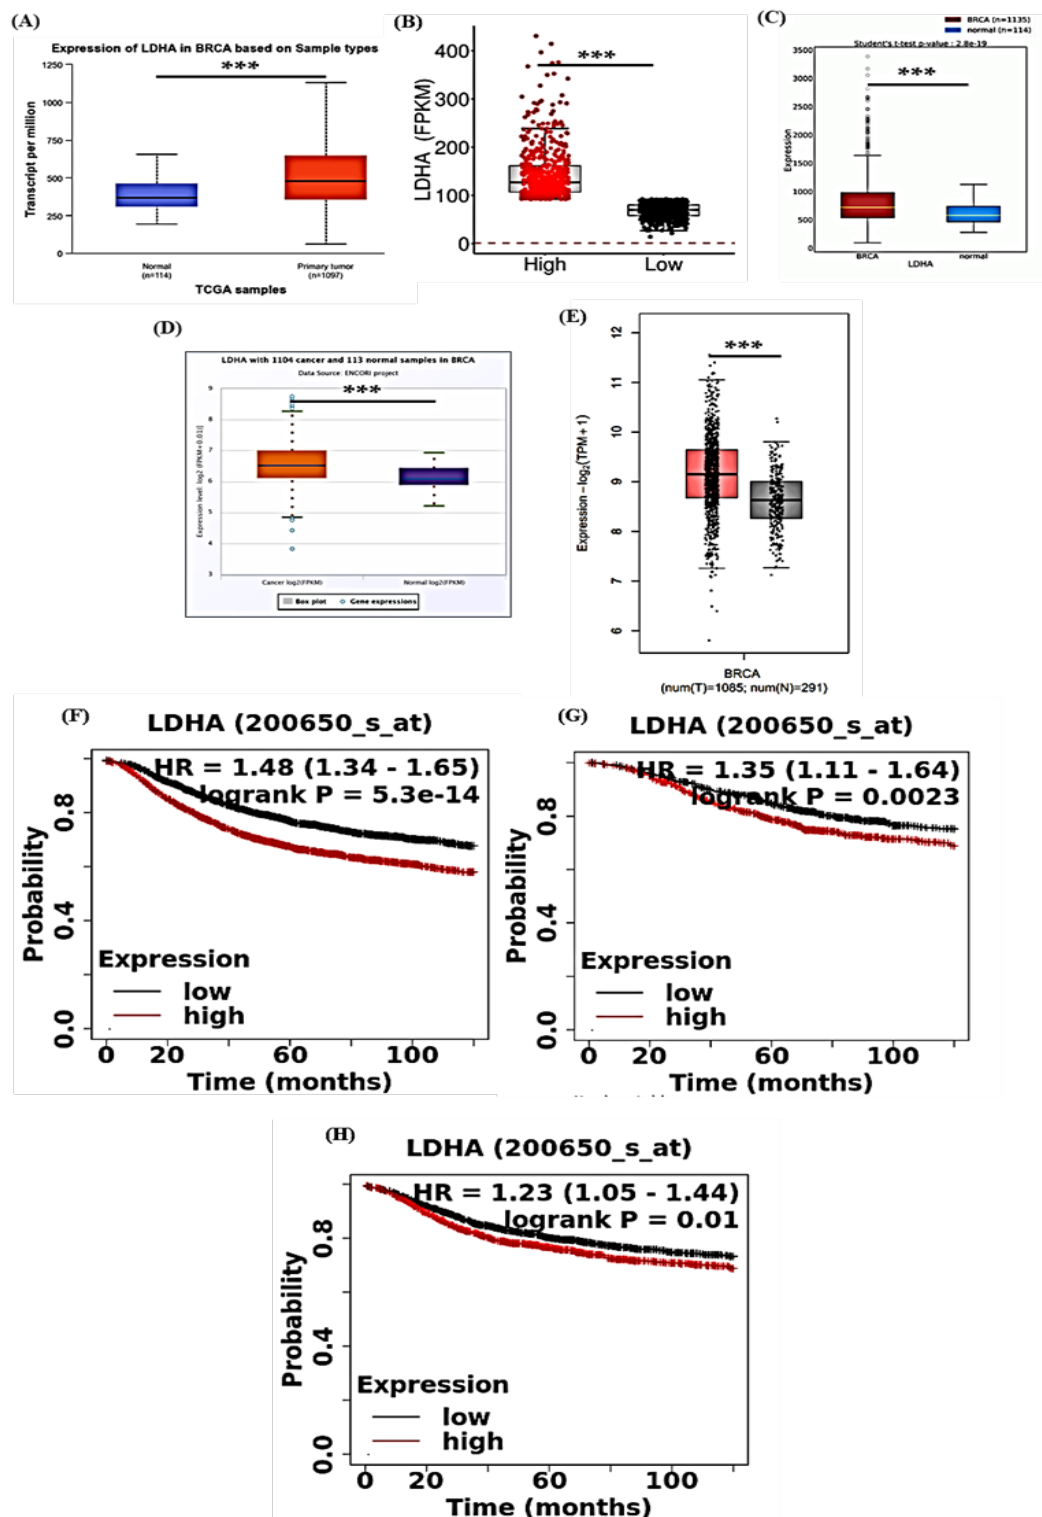 (A)
Expression of LDHA in BRCA based on Sample types
***
1250
1000
750
500
250
0
Transcript per million
Normal
(n=114)
Primary tumor
(n=1097)
TCGA samples
(B)
***
400
300
200
100
0
LDHA (FPKM)
High
Low
(C)
BRCA (n=1135)
normal (n=114)
Student's t-test p-value : 2.8e-19
***
3500
3000
2500
2000
1500
1000
500
0
Expression
BRCA
normal
LDHA
(D)
LDHA with 1104 cancer and 113 normal samples in BRCA
Data Source: ENCORI project
***
9
8
7
6
5
4
3
Expression level: log2 (FPKM+0.01)
Cancer log2(FPKM)
Normal log2(FPKM)
Box plot
Gene expressions
(E)
***
12
11
10
9
8
7
6
Expression - log2(TPM + 1)
BRCA
(num(T)=1085; num(N)=291)
(F)
LDHA (200650_s_at)
HR = 1.48 (1.34 - 1.65)
logrank P = 5.3e-14
0.8
0.4
0.0
Probability
Expression
low
high
0 20 60 100
Time (months)
(G)
LDHA (200650_s_at)
HR = 1.35 (1.11 - 1.64)
logrank P = 0.0023
0.8
0.4
0.0
Probability
Expression
low
high
0 20 60 100
Time (months)
(H)
LDHA (200650_s_at)
HR = 1.23 (1.05 - 1.44)
logrank P = 0.01
0.8
0.4
0.0
Probability
Expression
low
high
0 20 60 100
Time (months)